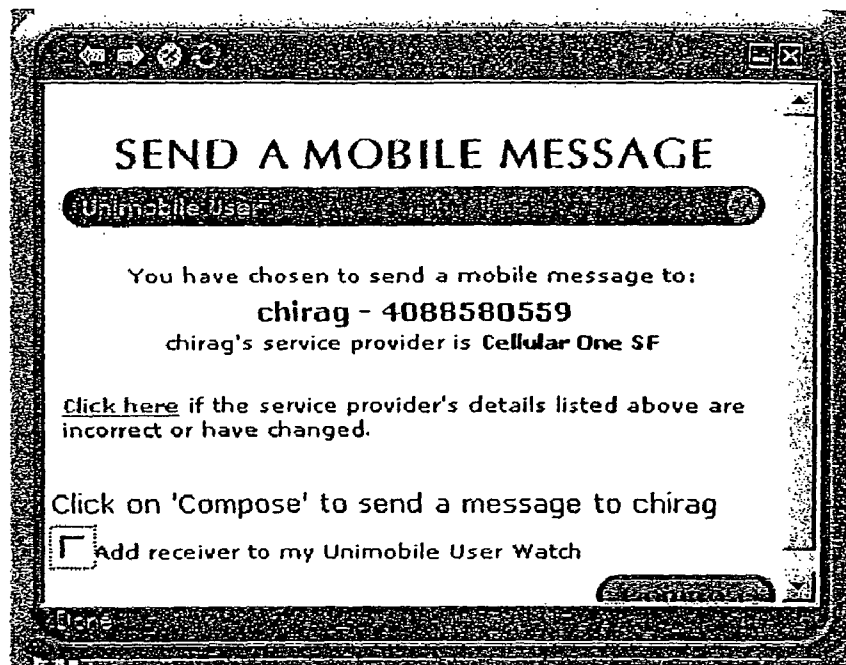 SEND A MOBILE MESSAGE
Unimobile User
You have chosen to send a mobile message to:
chirag - 4088580559
chirag's service provider is Cellular One SF
Click here if the service provider's details listed above are
incorrect or have changed.
Click on 'Compose' to send a message to chirag
Add receiver to my Unimobile User Watch
Done